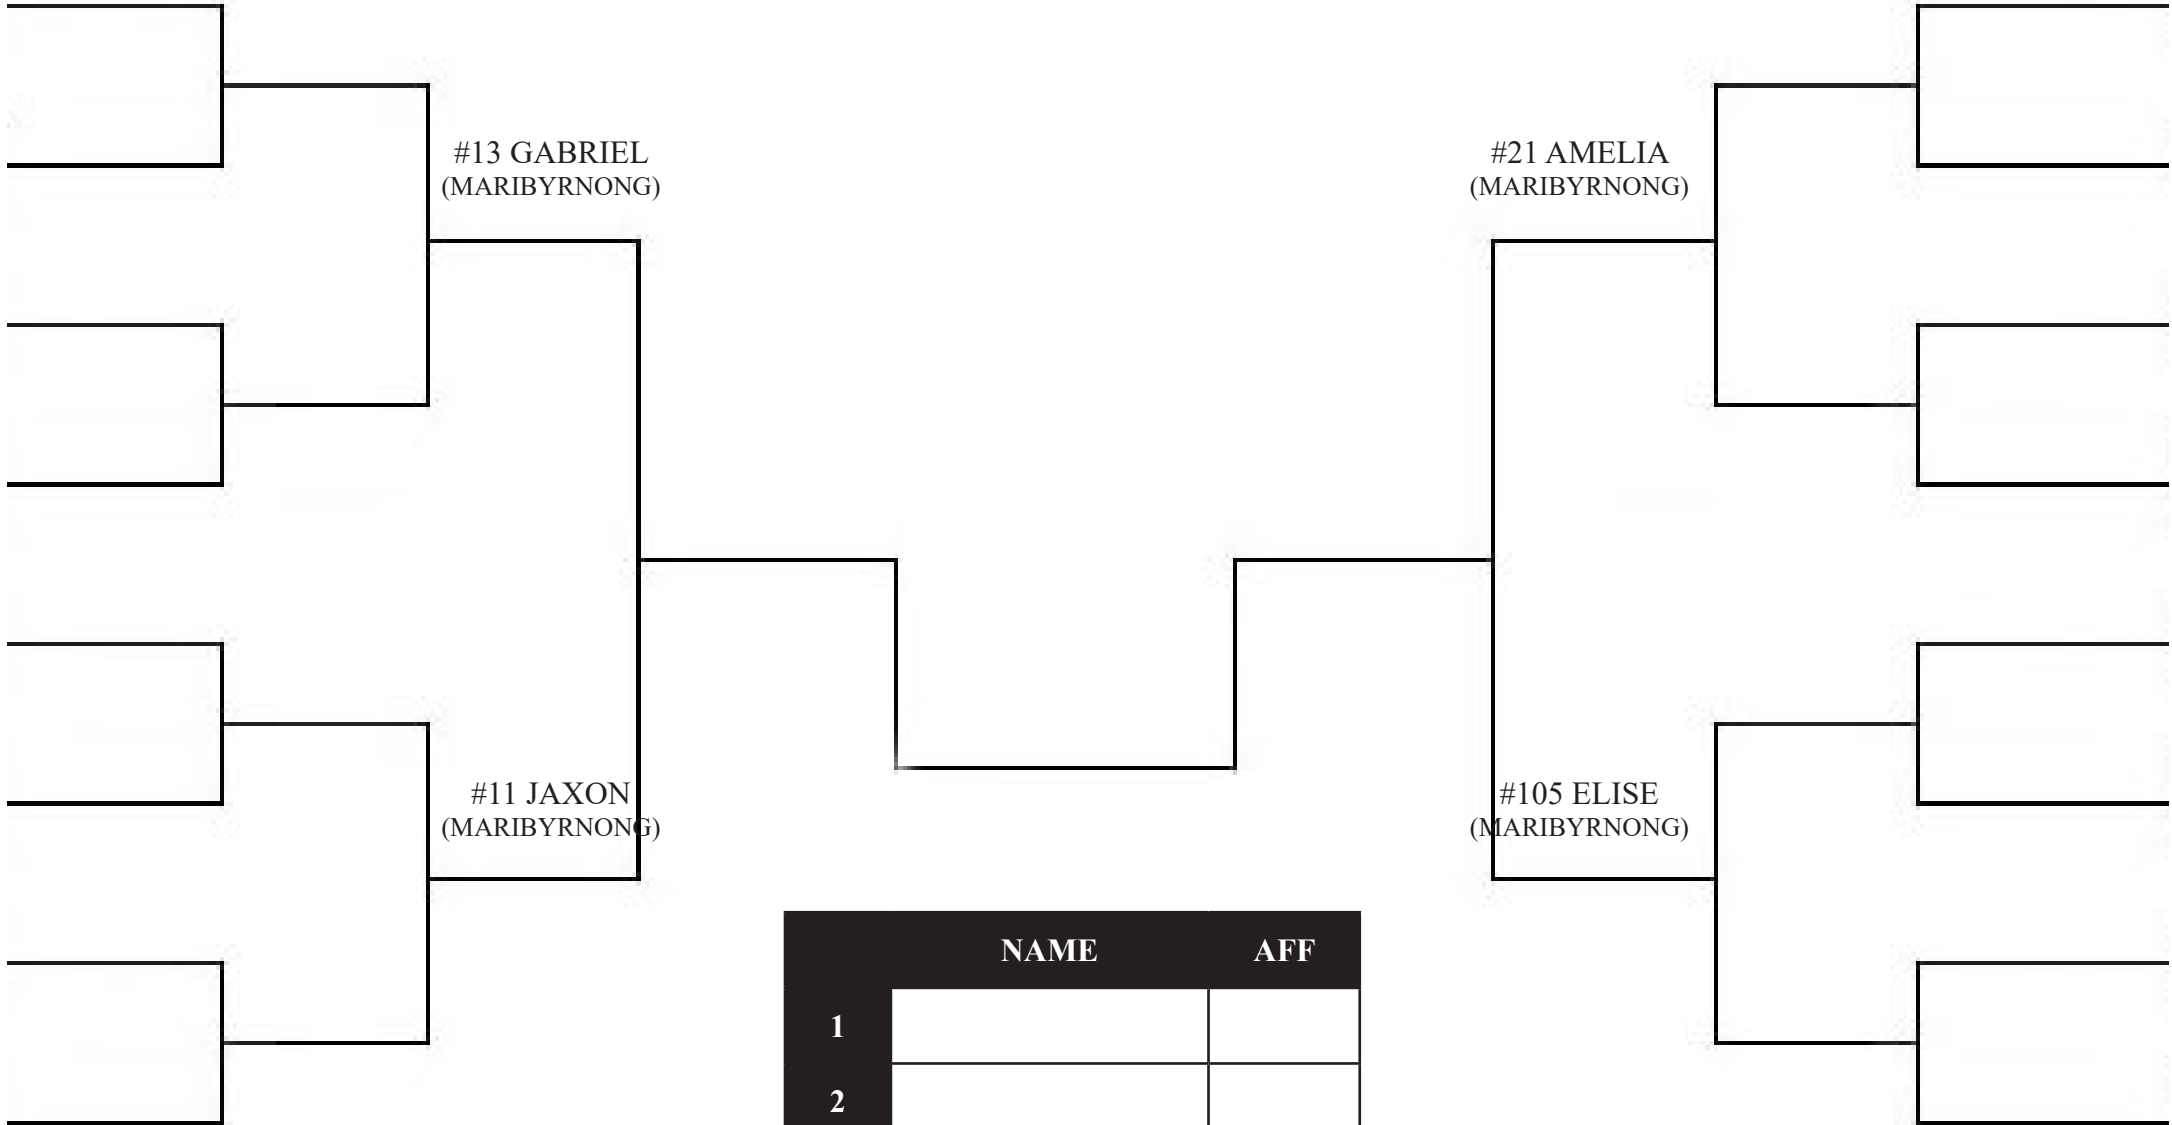 #13 GABRIEL
(MARIBYRNONG)
#21 AMELIA
(MARIBYRNONG)
#11 JAXON
(MARIBYRNONG)
#105 ELISE
(MARIBYRNONG)
NAME AFF
1
2